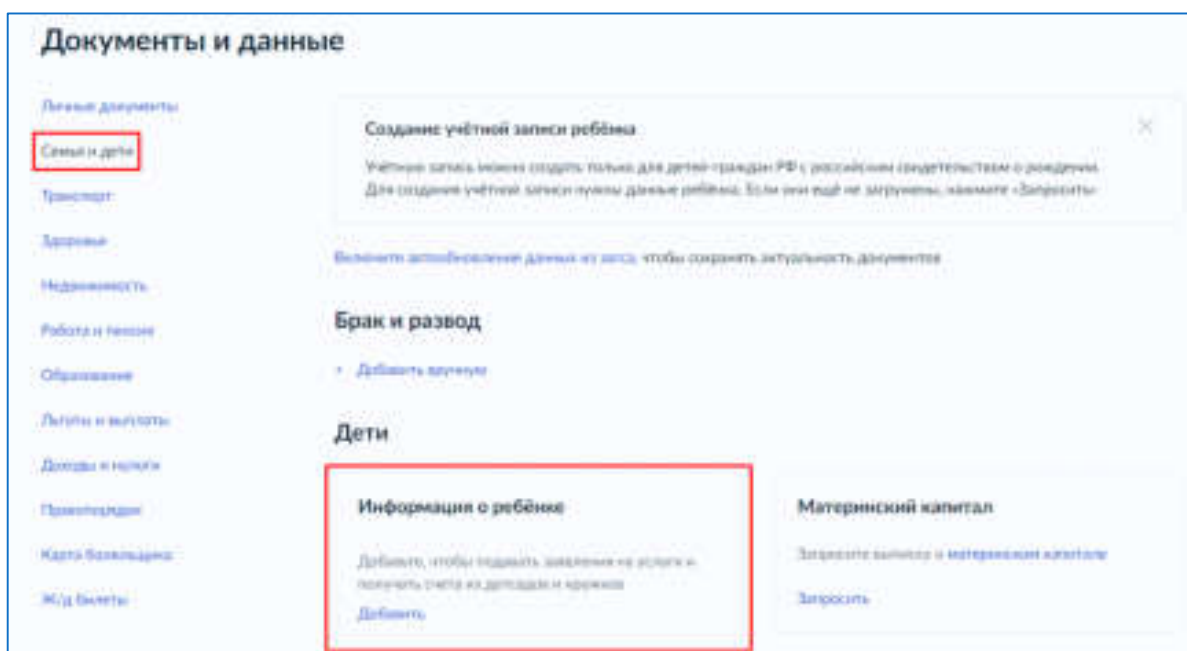 Документы и данные
Личные документы
Семья и дети
Транспорт
Здоровье
Недвижимость
Работа и пенсия
Образование
Льготы и выплаты
Доходы и налоги
Правопорядок
Карта болельщика
Ж/д билеты
Создание учётной записи ребёнка
Учётную запись можно создать только для детей-граждан РФ с российским свидетельством о рождении.
Для создания учётной записи нужны данные ребёнка. Если они ещё не загружены, нажмите «Запросить»
Включите автообновление данных из загса, чтобы сохранять актуальность документов
Брак и развод
+ Добавить вручную
Дети
Информация о ребёнке
Добавьте, чтобы подавать заявления на услуги и
получать счета из детсадов и кружков
Добавить
Материнский капитал
Запросите выписку о материнском капитале
Запросить